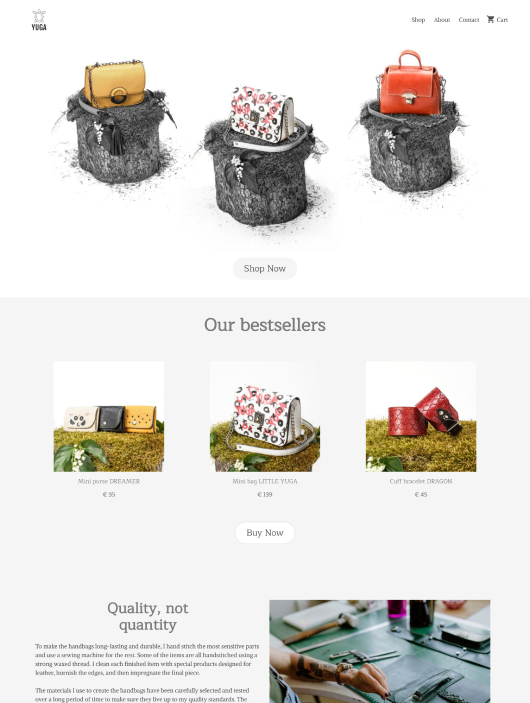 YUGA
Shop About Contact Cart
Shop Now
Our bestsellers
Mini purse DREAMER
€ 35
Mini bag LITTLE YUGA
€ 139
Cuff bracelet DRAGON
€ 45
Buy Now
Quality, not
quantity
To make the handbags long-lasting and durable, I hand stitch the most sensitive parts
and use a sewing machine for the rest. Some of the items are all handstitched using a
strong waxed thread. I clean each finished item with special products designed for
leather, burnish the edges, and then impregnate the final piece.
The materials I use to create the handbags have been carefully selected and tested
over a long period of time to make sure they live up to my quality standards. The